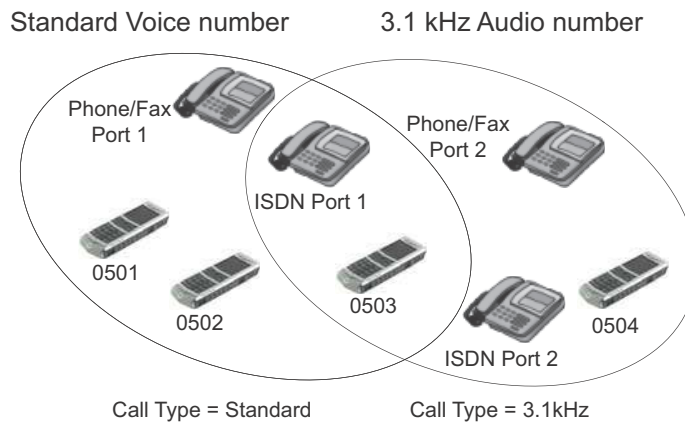 Standard Voice number
3.1 kHz Audio number
Phone/Fax
Port 1
Phone/Fax
Port 2
ISDN Port 1
0501
0502
0503
0504
ISDN Port 2
Call Type = Standard
Call Type = 3.1kHz